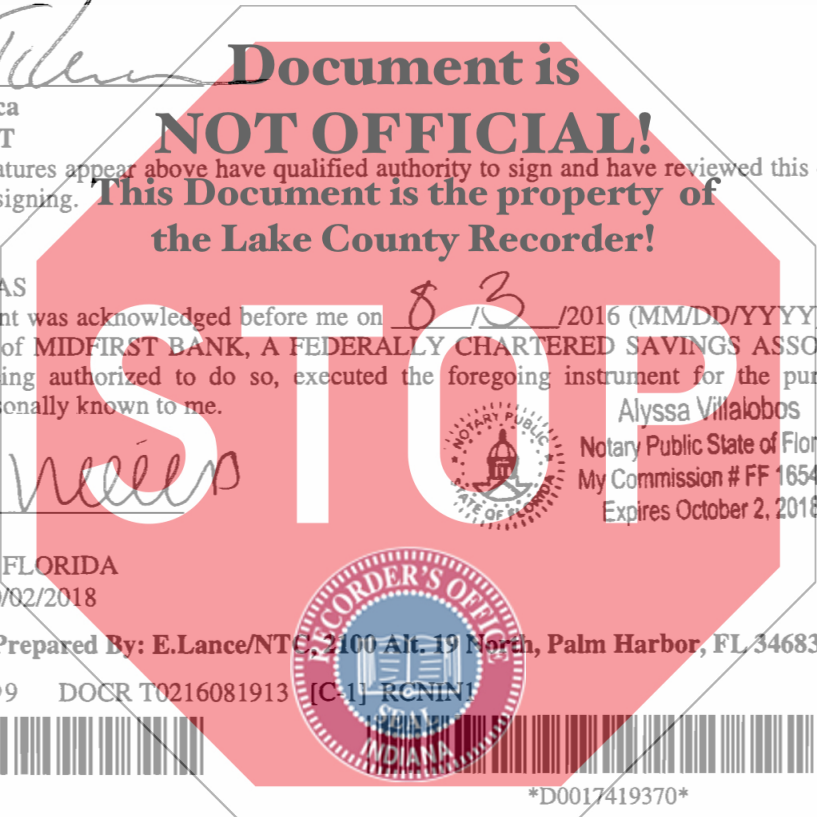 Document is
ca
NOT OFFICIAL!
T
atures appear above have qualified authority to sign and have reviewed this
signing.
This Document is the property of
the Lake County Recorder!
AS
nt was acknowledged before me on 8/3/2016 (MM/DD/YYYY
of MIDFIRST BANK, A FEDERALLY CHARTERED SAVINGS ASSO
ing authorized to do so, executed the foregoing instrument for the pur
sonally known to me.
STOP
Alyssa Villalobos
Notary Public State of Flor
My Commission # FF 1654
Expires October 2, 2018
NOTARY PUBLIC
STATE OF FLORIDA
FLORIDA
/02/2018
Prepared By: E.Lance/NTC, 2100 Alt. 19 North, Palm Harbor, FL 34683
99 DOCR T0216081913 [C-1] RCNIN1
RECORDER'S OFFICE
SEAL
INDIANA
*D0017419370*